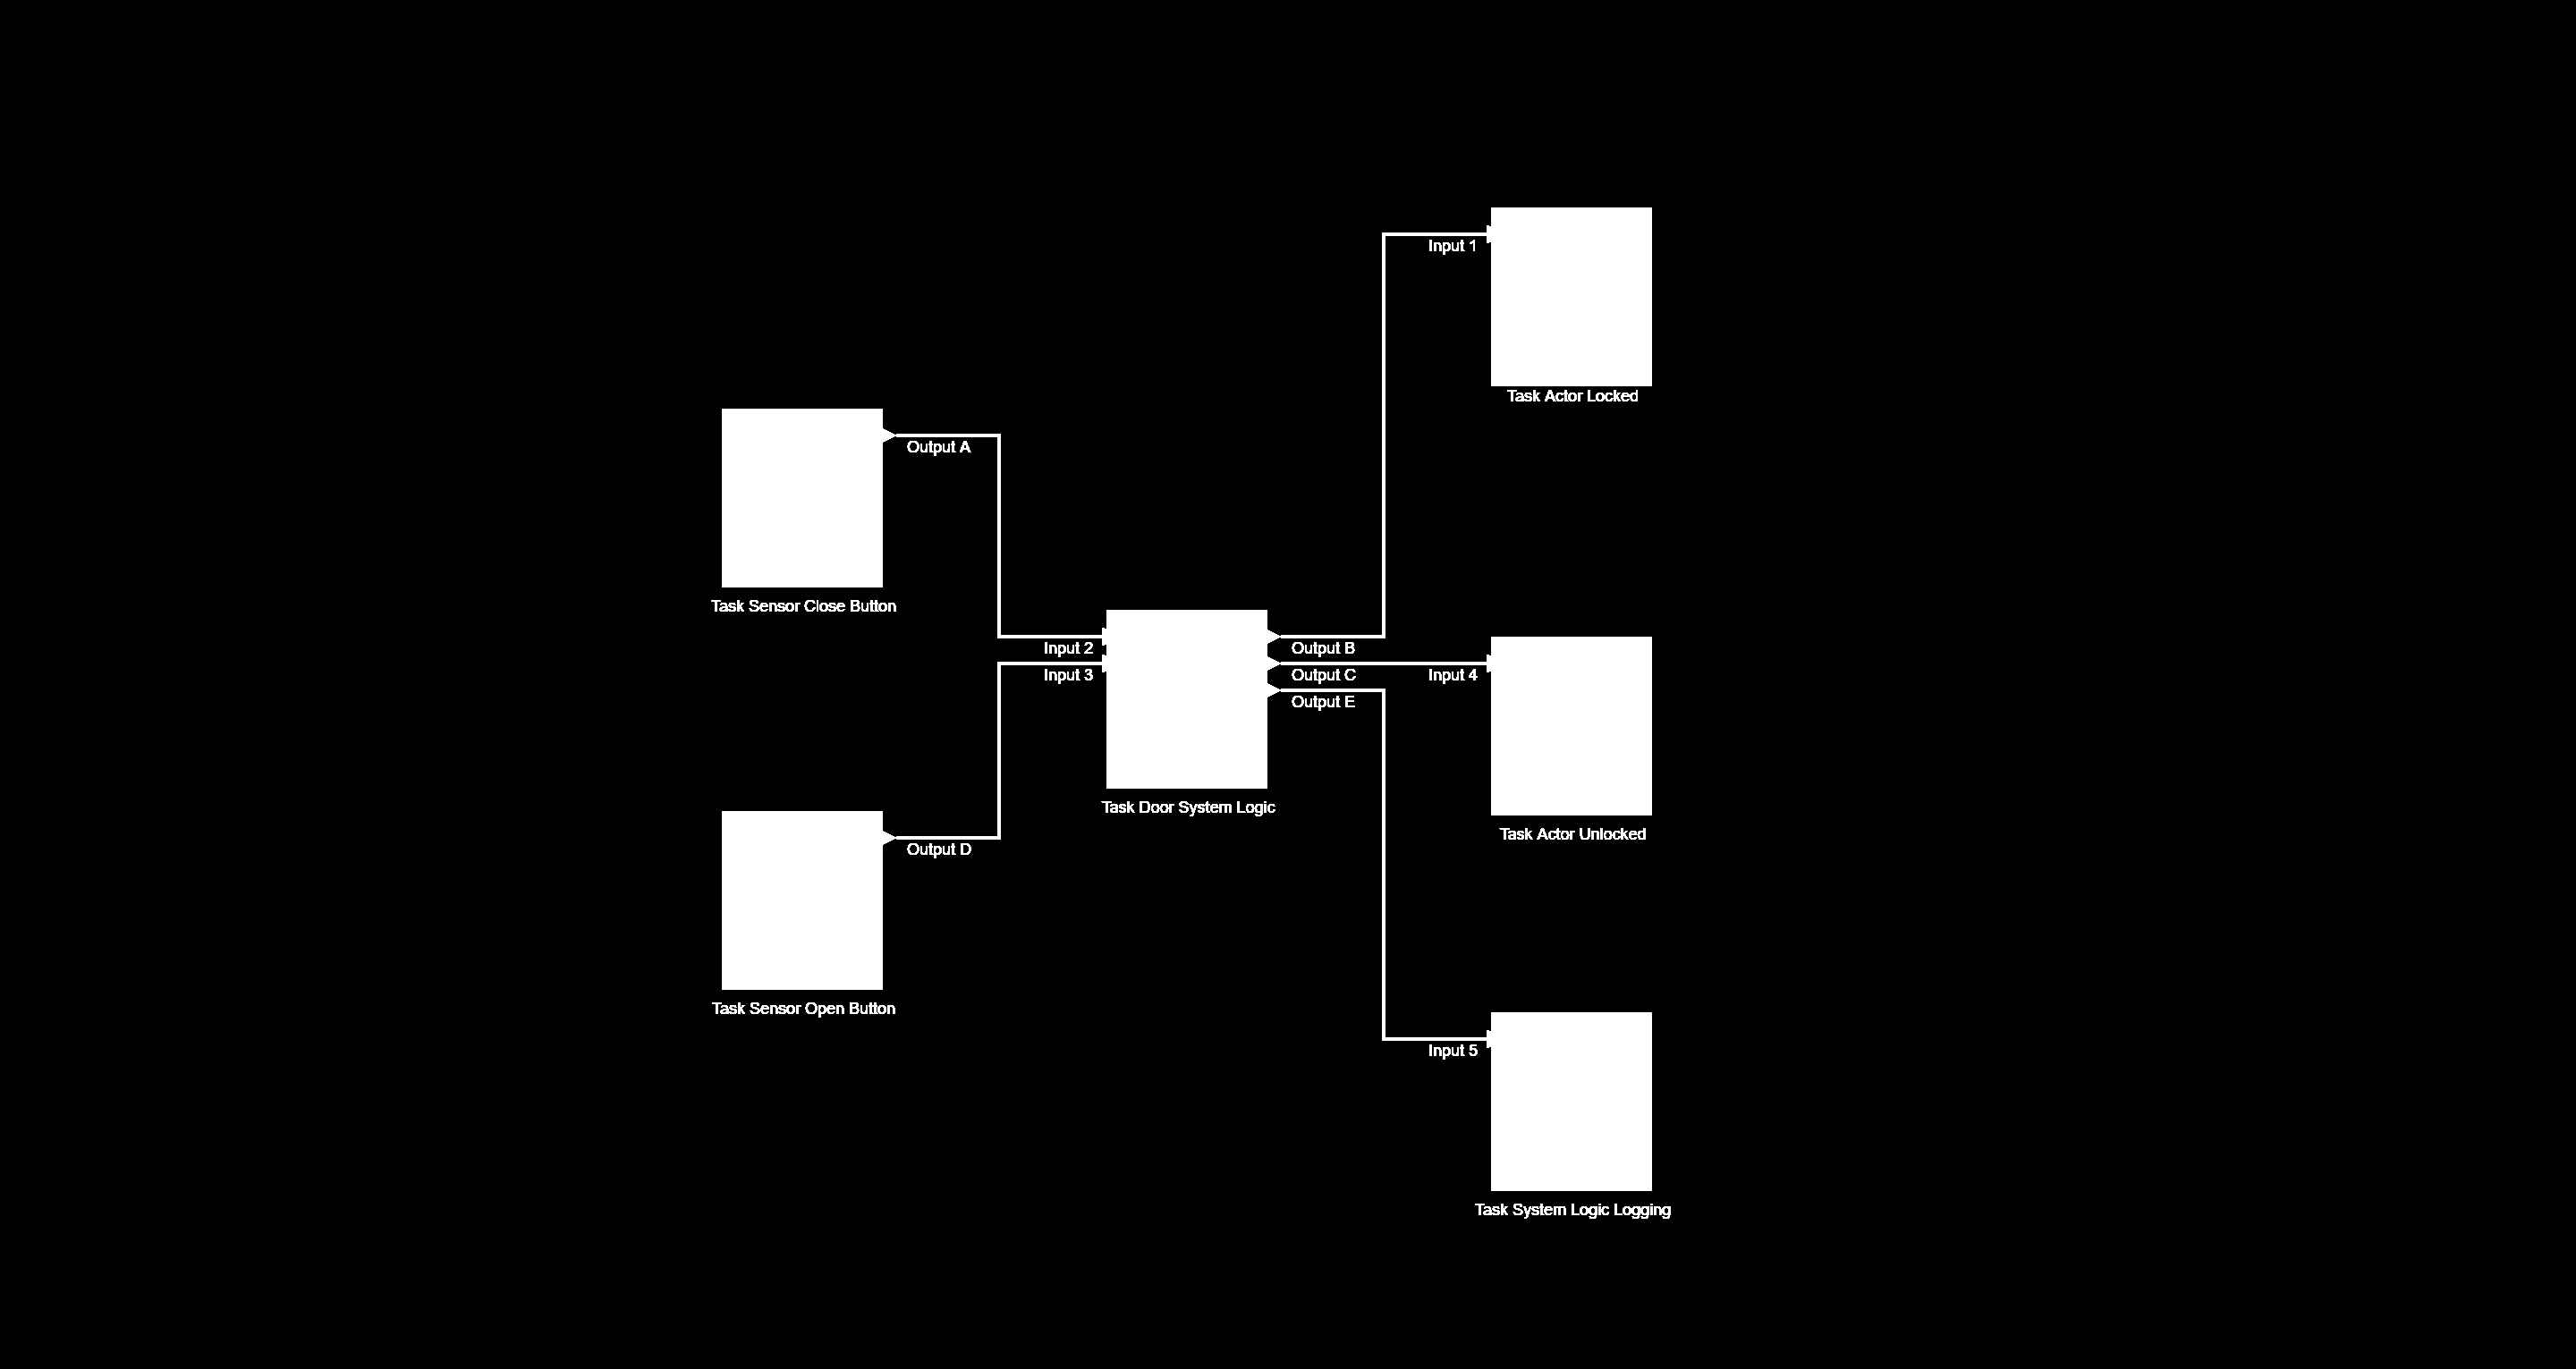 Input 1
Task Actor Locked
Output A
Task Sensor Close Button
Input 2
Output B
Input 3
Output C
Input 4
Output E
Task Door System Logic
Task Actor Unlocked
Output D
Task Sensor Open Button
Input 5
Task System Logic Logging